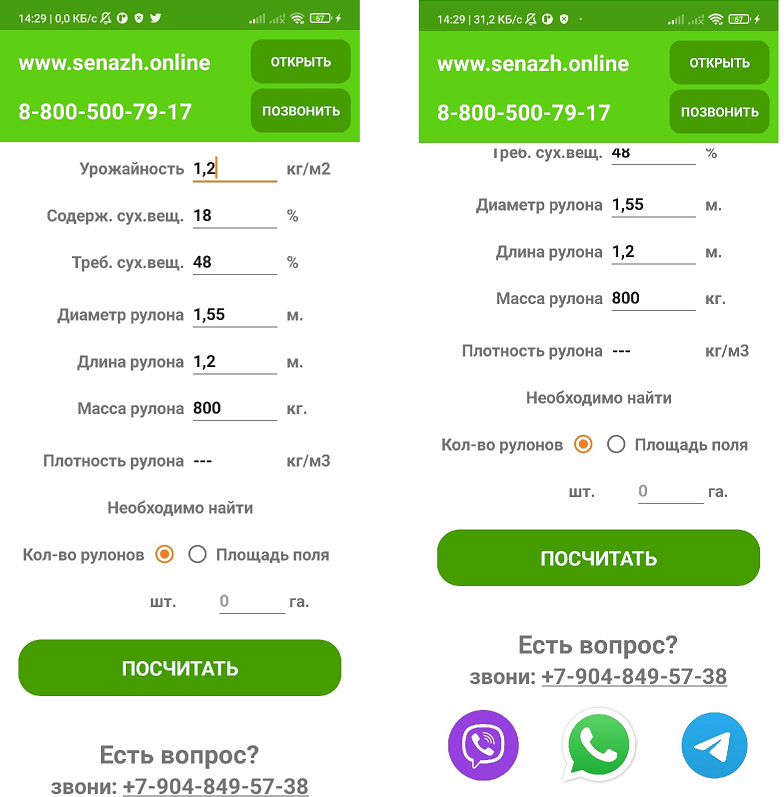 14:29 | 0,0 КБ/с 67
www.senazh.online ОТКРЫТЬ
8-800-500-79-17 ПОЗВОНИТЬ
Урожайность 1,2 кг/м2
Содерж. сух.вещ. 18 %
Треб. сух.вещ. 48 %
Диаметр рулона 1,55 м.
Длина рулона 1,2 м.
Масса рулона 800 кг.
Плотность рулона --- кг/м3
Необходимо найти
Кол-во рулонов Площадь поля
шт. 0 га.
ПОСЧИТАТЬ
Есть вопрос?
звони: +7-904-849-57-38
14:29 | 31,2 КБ/с 67
www.senazh.online ОТКРЫТЬ
8-800-500-79-17 ПОЗВОНИТЬ
Треб. сух.вещ. 48 %
Диаметр рулона 1,55 м.
Длина рулона 1,2 м.
Масса рулона 800 кг.
Плотность рулона --- кг/м3
Необходимо найти
Кол-во рулонов Площадь поля
шт. 0 га.
ПОСЧИТАТЬ
Есть вопрос?
звони: +7-904-849-57-38